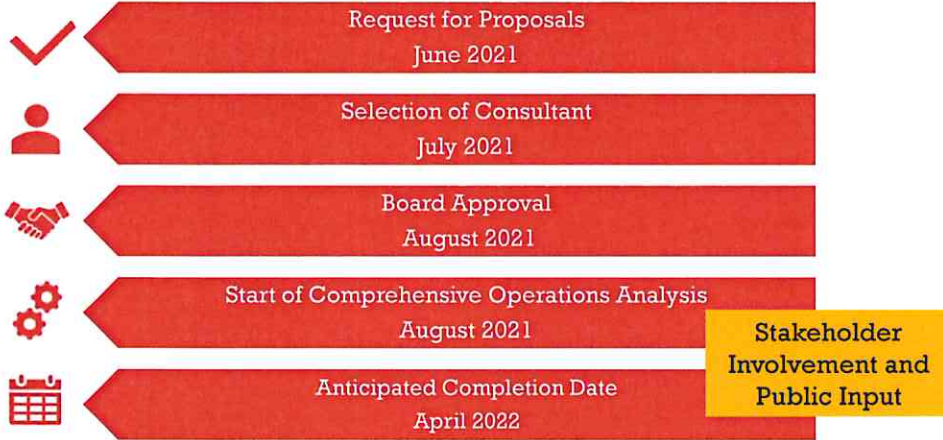 Request for Proposals
June 2021
Selection of Consultant
July 2021
Board Approval
August 2021
Start of Comprehensive Operations Analysis
August 2021
Stakeholder
Involvement and
Public Input
Anticipated Completion Date
April 2022